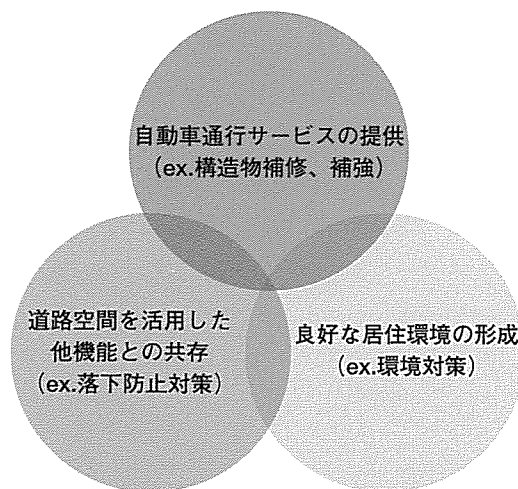 自動車通行サービスの提供
（ex.構造物補修、補強）
道路空間を活用した
他機能との共存
（ex.落下防止対策）
良好な居住環境の形成
（ex.環境対策）